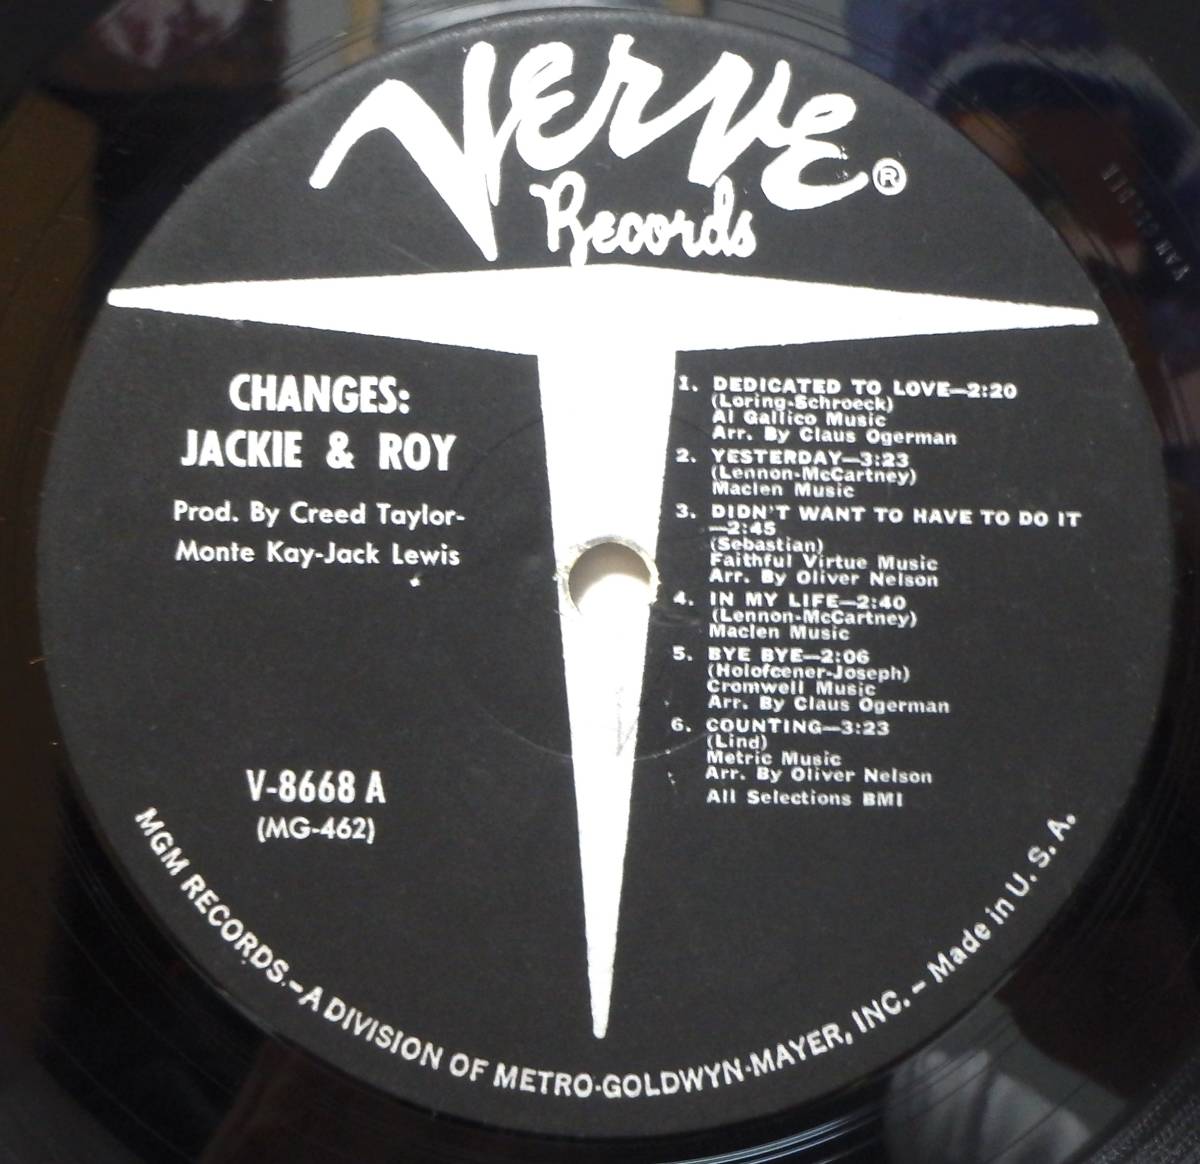 Verve ®
Records
CHANGES:
JACKIE & ROY
Prod. By Creed Taylor-
Monte Kay-Jack Lewis
V-8668 A
(MG-462)
1. DEDICATED TO LOVE—2:20
(Loring-Schroeck)
Al Gallico Music
Arr. By Claus Ogerman
2. YESTERDAY—3:23
(Lennon-McCartney)
Maclen Music
3. DIDN'T WANT TO HAVE TO DO IT
—2:45
(Sebastian)
Faithful Virtue Music
Arr. By Oliver Nelson
4. IN MY LIFE—2:40
(Lennon-McCartney)
Maclen Music
5. BYE BYE—2:06
(Holofcener-Joseph)
Cromwell Music
Arr. By Claus Ogerman
6. COUNTING—3:23
(Lind)
Metric Music
Arr. By Oliver Nelson
All Selections BMI
MGM RECORDS.–A DIVISION OF METRO-GOLDWYN-MAYER, INC. – Made in U. S. A.